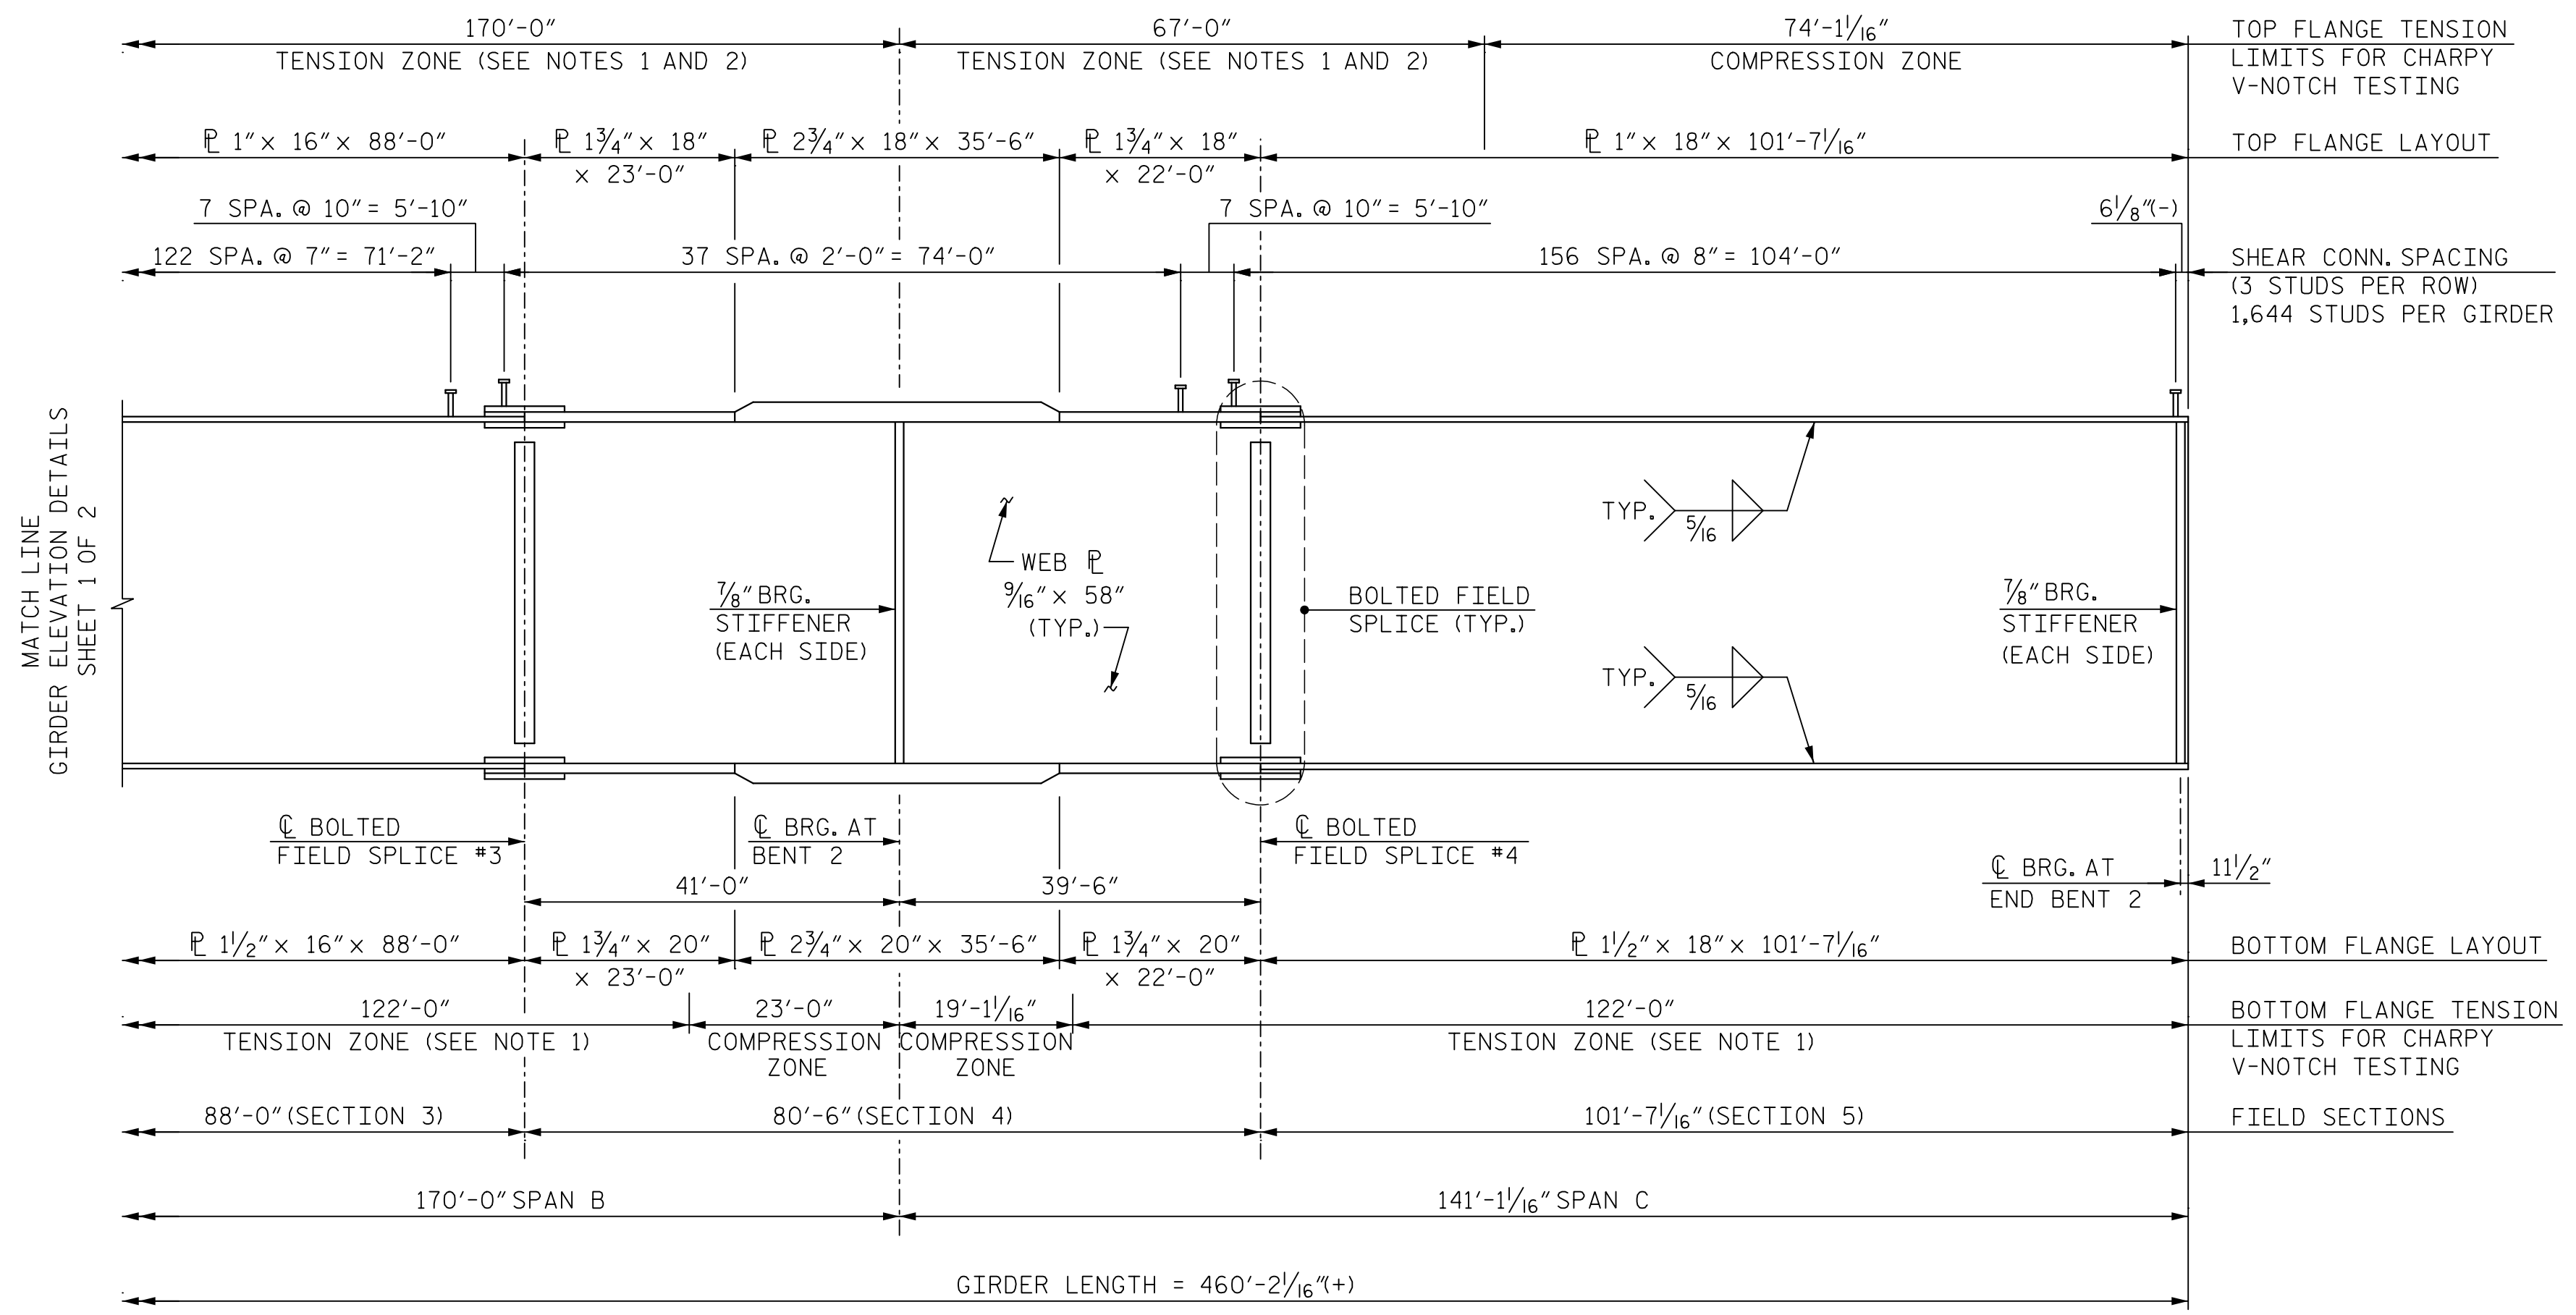 170'-0"
67'-0"
74'-1 1/16"
TOP FLANGE TENSION
TENSION ZONE (SEE NOTES 1 AND 2)
TENSION ZONE (SEE NOTES 1 AND 2)
COMPRESSION ZONE
LIMITS FOR CHARPY
V-NOTCH TESTING
℄ 1" x 16" x 88'-0"
℄ 1 3/4" x 18"
x 23'-0"
℄ 2 3/4" x 18" x 35'-6"
℄ 1 3/4" x 18"
x 22'-0"
℄ 1" x 18" x 101'-7 1/16"
TOP FLANGE LAYOUT
7 SPA. @ 10" = 5'-10"
7 SPA. @ 10" = 5'-10"
6 1/8"(-)
122 SPA. @ 7" = 71'-2"
37 SPA. @ 2'-0" = 74'-0"
156 SPA. @ 8" = 104'-0"
SHEAR CONN. SPACING
(3 STUDS PER ROW)
1,644 STUDS PER GIRDER
MATCH LINE
GIRDER ELEVATION DETAILS
SHEET 1 OF 2
7/8" BRG.
STIFFENER
(EACH SIDE)
WEB ℄
9/16" x 58"
(TYP.)
BOLTED FIELD
SPLICE (TYP.)
TYP.
5/16
TYP.
5/16
7/8" BRG.
STIFFENER
(EACH SIDE)
℄ BOLTED
FIELD SPLICE #3
℄ BRG. AT
BENT 2
℄ BOLTED
FIELD SPLICE #4
℄ BRG. AT
END BENT 2
11 1/2"
41'-0"
39'-6"
℄ 1 1/2" x 16" x 88'-0"
℄ 1 3/4" x 20"
x 23'-0"
℄ 2 3/4" x 20" x 35'-6"
℄ 1 3/4" x 20"
x 22'-0"
℄ 1 1/2" x 18" x 101'-7 1/16"
BOTTOM FLANGE LAYOUT
122'-0"
TENSION ZONE (SEE NOTE 1)
23'-0"
COMPRESSION
ZONE
19'-1 1/16"
COMPRESSION
ZONE
122'-0"
TENSION ZONE (SEE NOTE 1)
BOTTOM FLANGE TENSION
LIMITS FOR CHARPY
V-NOTCH TESTING
88'-0" (SECTION 3)
80'-6" (SECTION 4)
101'-7 1/16" (SECTION 5)
FIELD SECTIONS
170'-0" SPAN B
141'-1 1/16" SPAN C
GIRDER LENGTH = 460'-2 1/16"(+)